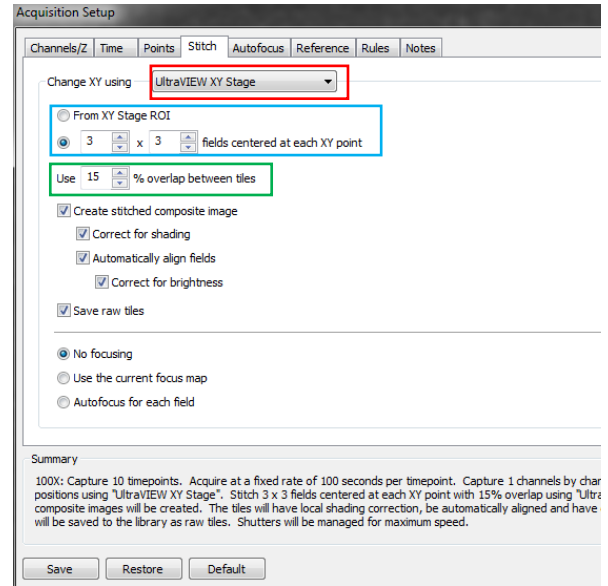 Acquisition Setup
Channels/Z Time Points Stitch Autofocus Reference Rules Notes
Change XY using UltraVIEW XY Stage
From XY Stage ROI
3 x 3 fields centered at each XY point
Use 15 % overlap between tiles
Create stitched composite image
Correct for shading
Automatically align fields
Correct for brightness
Save raw tiles
No focusing
Use the current focus map
Autofocus for each field
Summary
100X: Capture 10 timepoints. Acquire at a fixed rate of 100 seconds per timepoint. Capture 1 channels by char
positions using "UltraVIEW XY Stage". Stitch 3 x 3 fields centered at each XY point with 15% overlap using "Ultra
composite images will be created. The tiles will have local shading correction, be automatically aligned and have
will be saved to the library as raw tiles. Shutters will be managed for maximum speed.
Save Restore Default